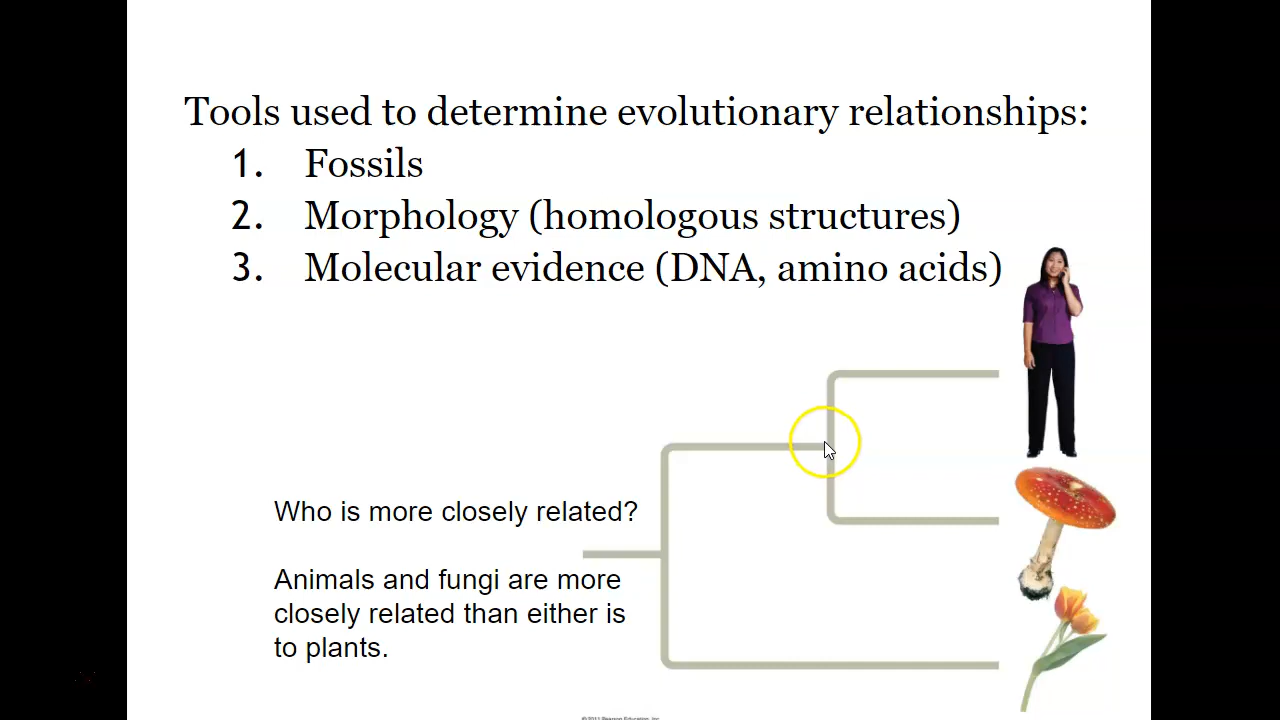 Tools used to determine evolutionary relationships:
1. Fossils
2. Morphology (homologous structures)
3. Molecular evidence (DNA, amino acids)
Who is more closely related?
Animals and fungi are more
closely related than either is
to plants.